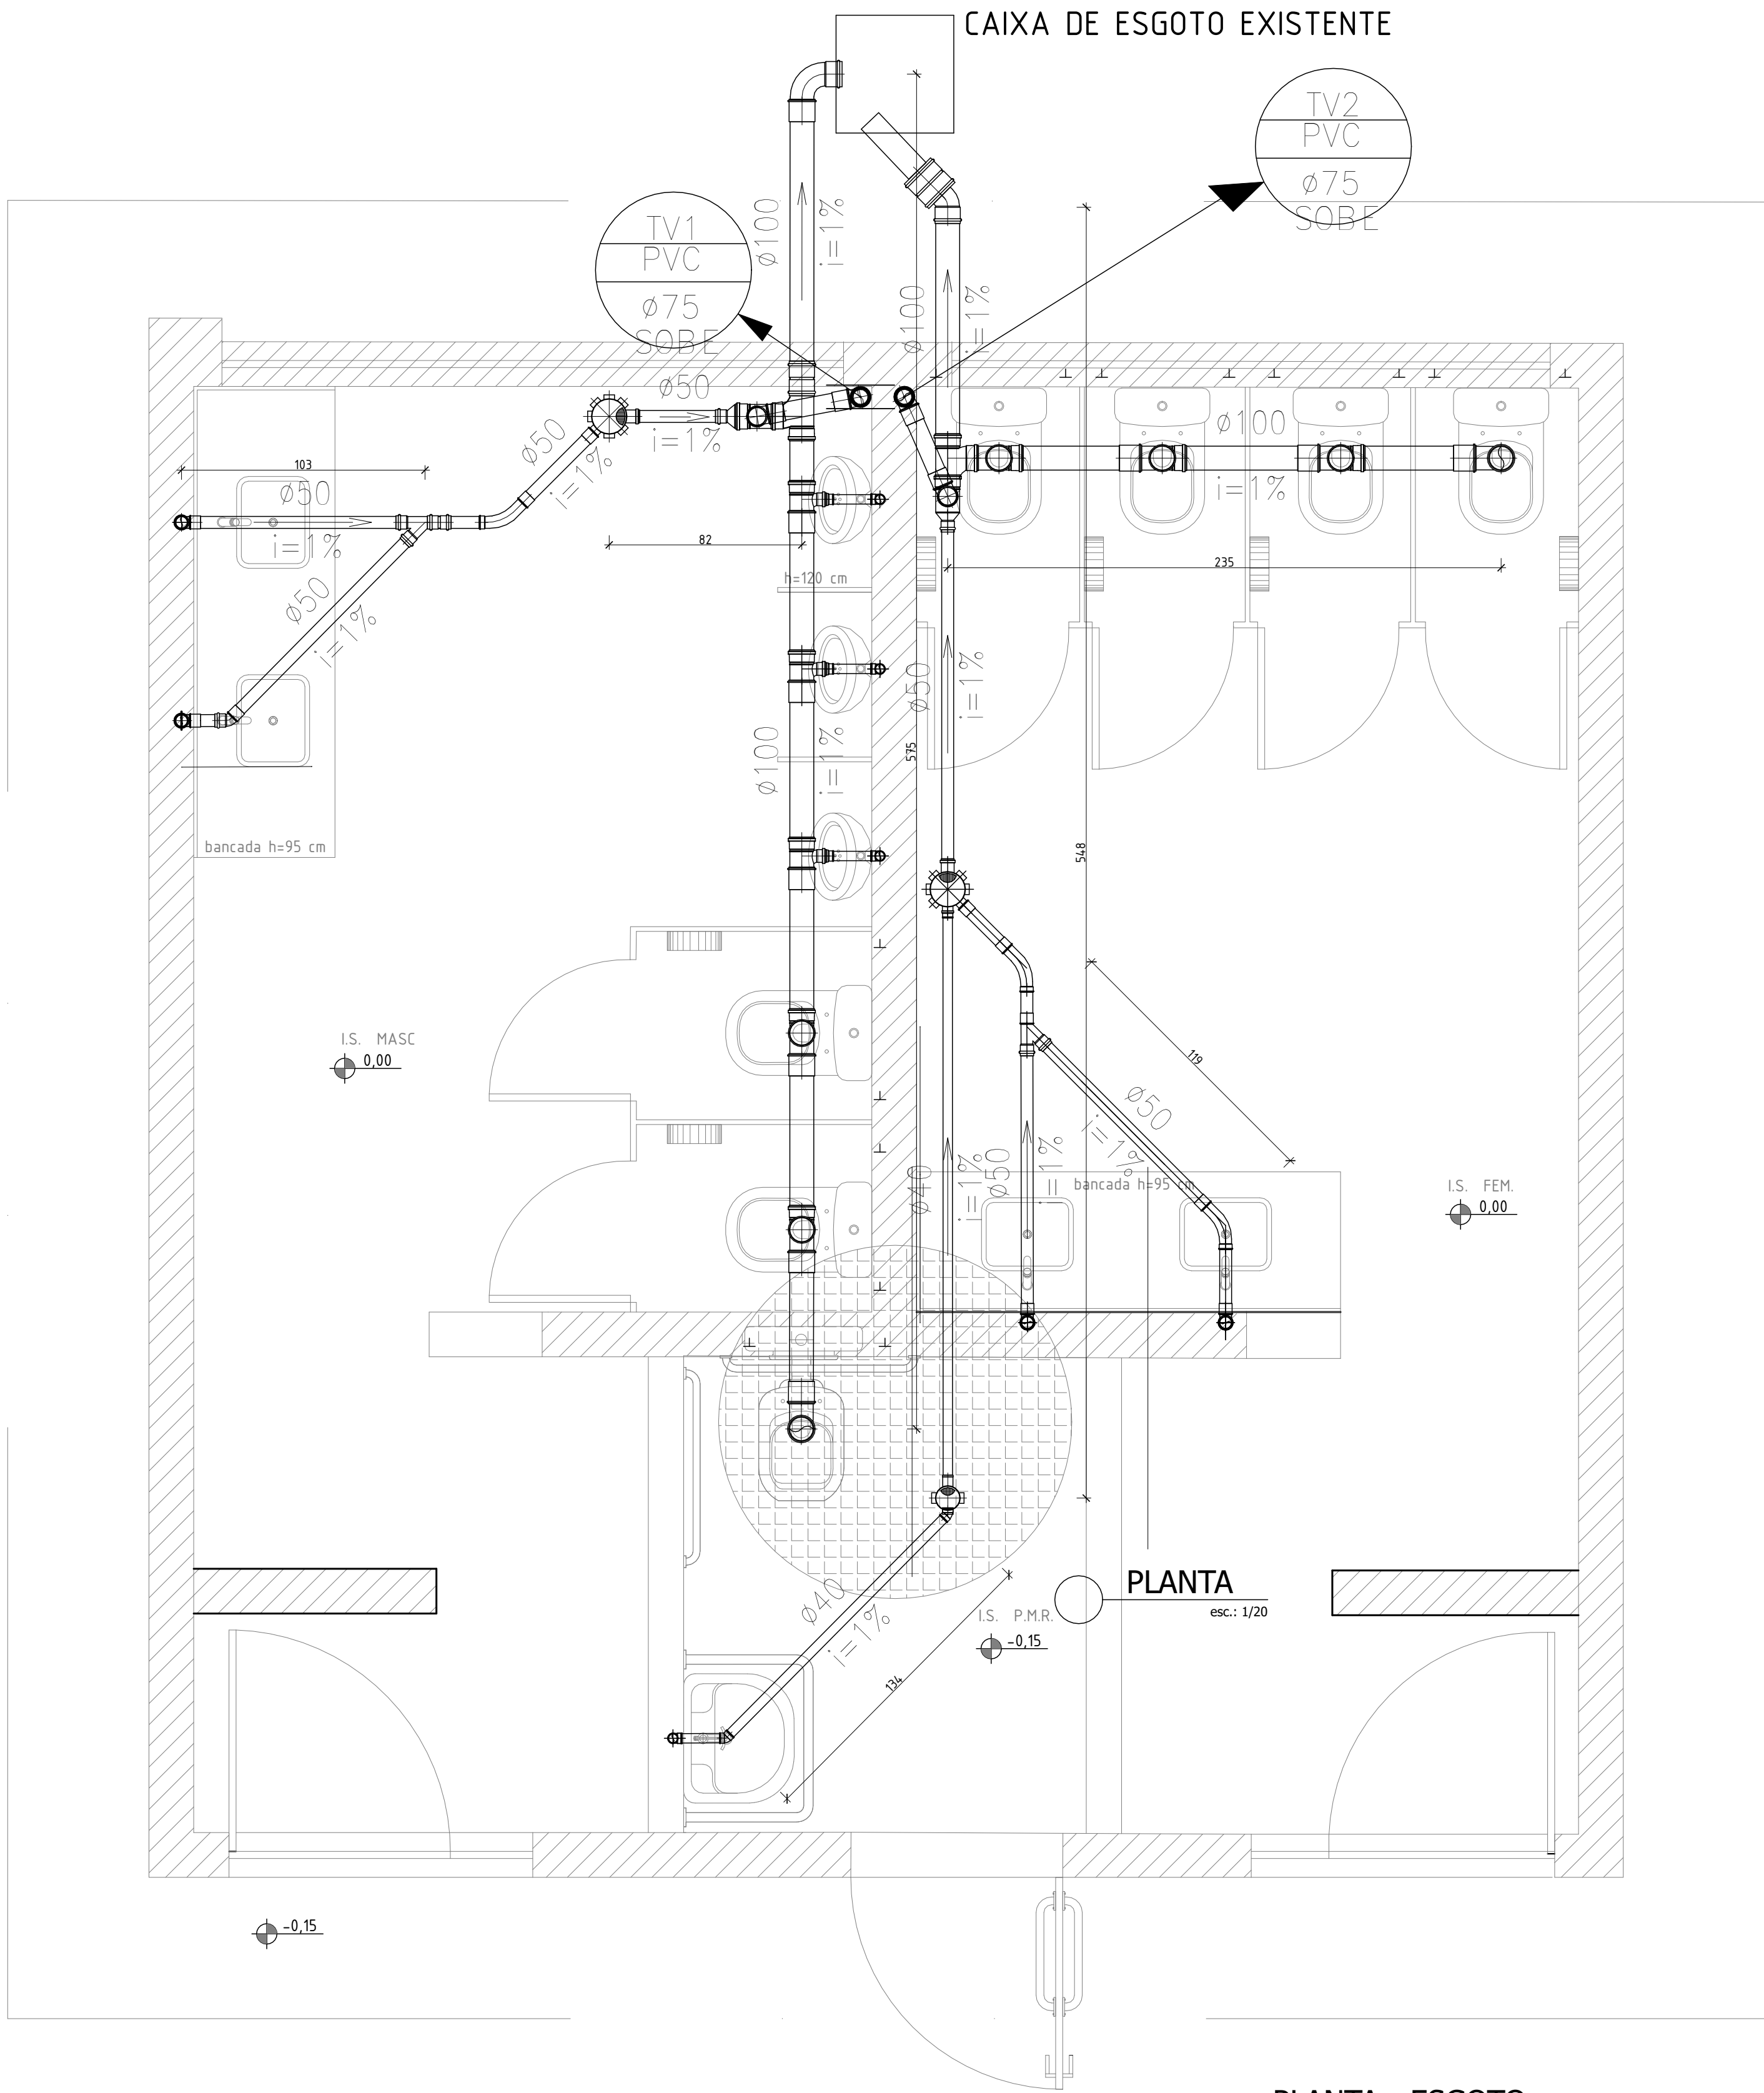 CAIXA DE ESGOTO EXISTENTE
TV2
PVC
ø75
SOBE
TV1
PVC
ø75
SOBE
ø100
i=1%
ø100
i=1%
ø50
i=1%
ø50
i=1%
103
ø50
i=1%
ø50
i=1%
82
h=120 cm
ø100
i=1%
235
ø50
i=1%
575
ø100
i=1%
bancada h=95 cm
548
119
I.S. MASC
0,00
ø50
i=1%
ø40
i=1%
ø50
i=1%
bancada h=95 cm
I.S. FEM.
0,00
PLANTA
esc.: 1/20
ø40
i=1%
I.S. P.M.R.
-0,15
134
-0,15